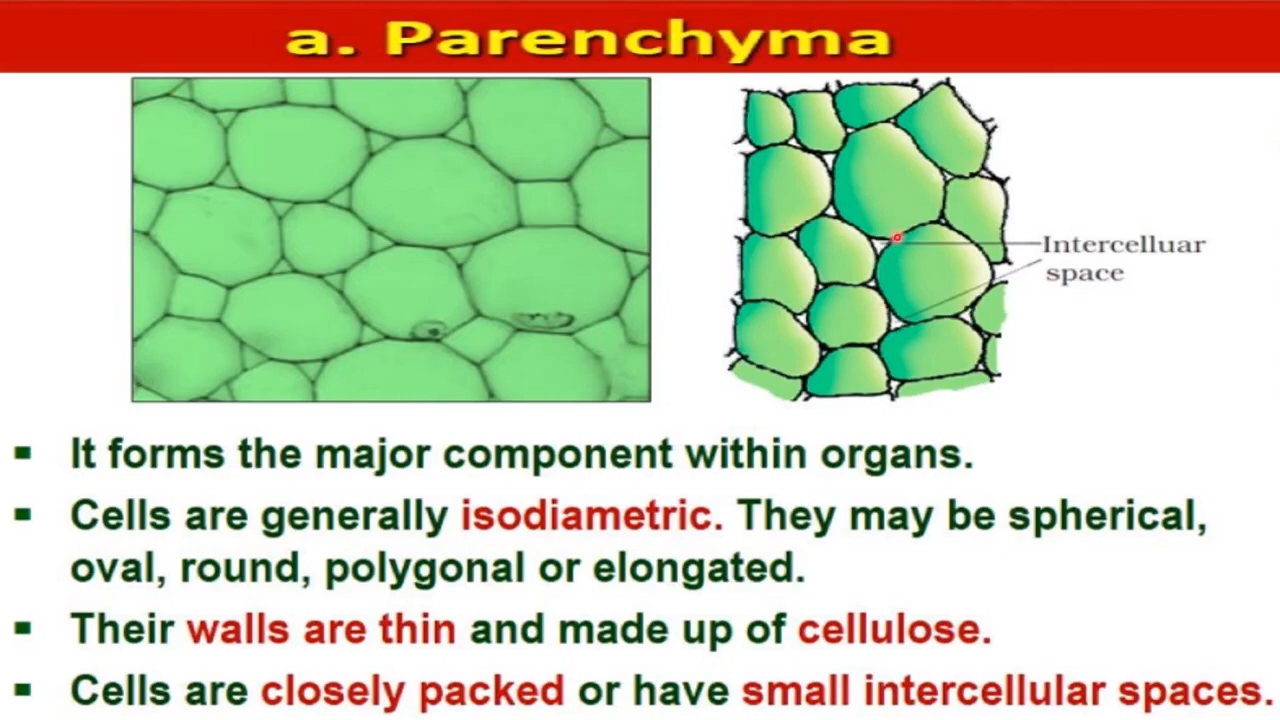 a. Parenchyma
Intercelluar
space
▪ It forms the major component within organs.
▪ Cells are generally isodiametric. They may be spherical,
oval, round, polygonal or elongated.
▪ Their walls are thin and made up of cellulose.
▪ Cells are closely packed or have small intercellular spaces.